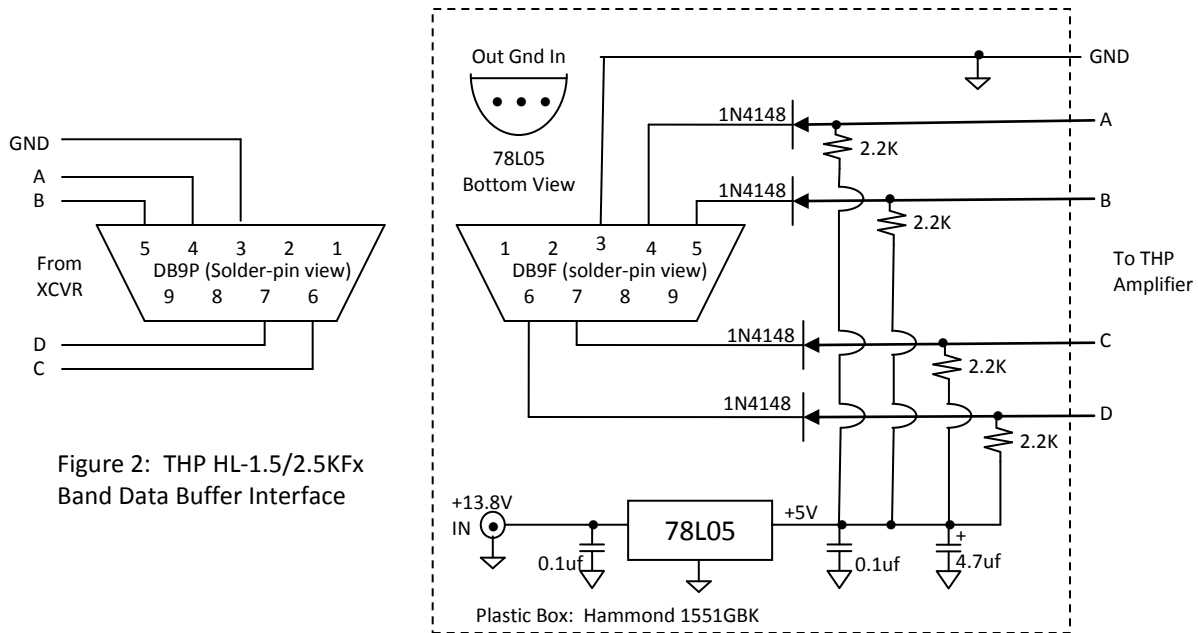 Out Gnd In
78L05
Bottom View
GND
A
B
5 4 3 2 1
DB9P (Solder-pin view)
9 8 7 6
From
XCVR
D
C
GND
1N4148
A
2.2K
1N4148
B
2.2K
1 2 3 4 5
DB9F (solder-pin view)
6 7 8 9
To THP
Amplifier
1N4148
C
2.2K
1N4148
D
2.2K
Figure 2: THP HL-1.5/2.5KFx
Band Data Buffer Interface
+13.8V
IN
0.1uf
78L05
+5V
0.1uf
+
4.7uf
Plastic Box: Hammond 1551GBK